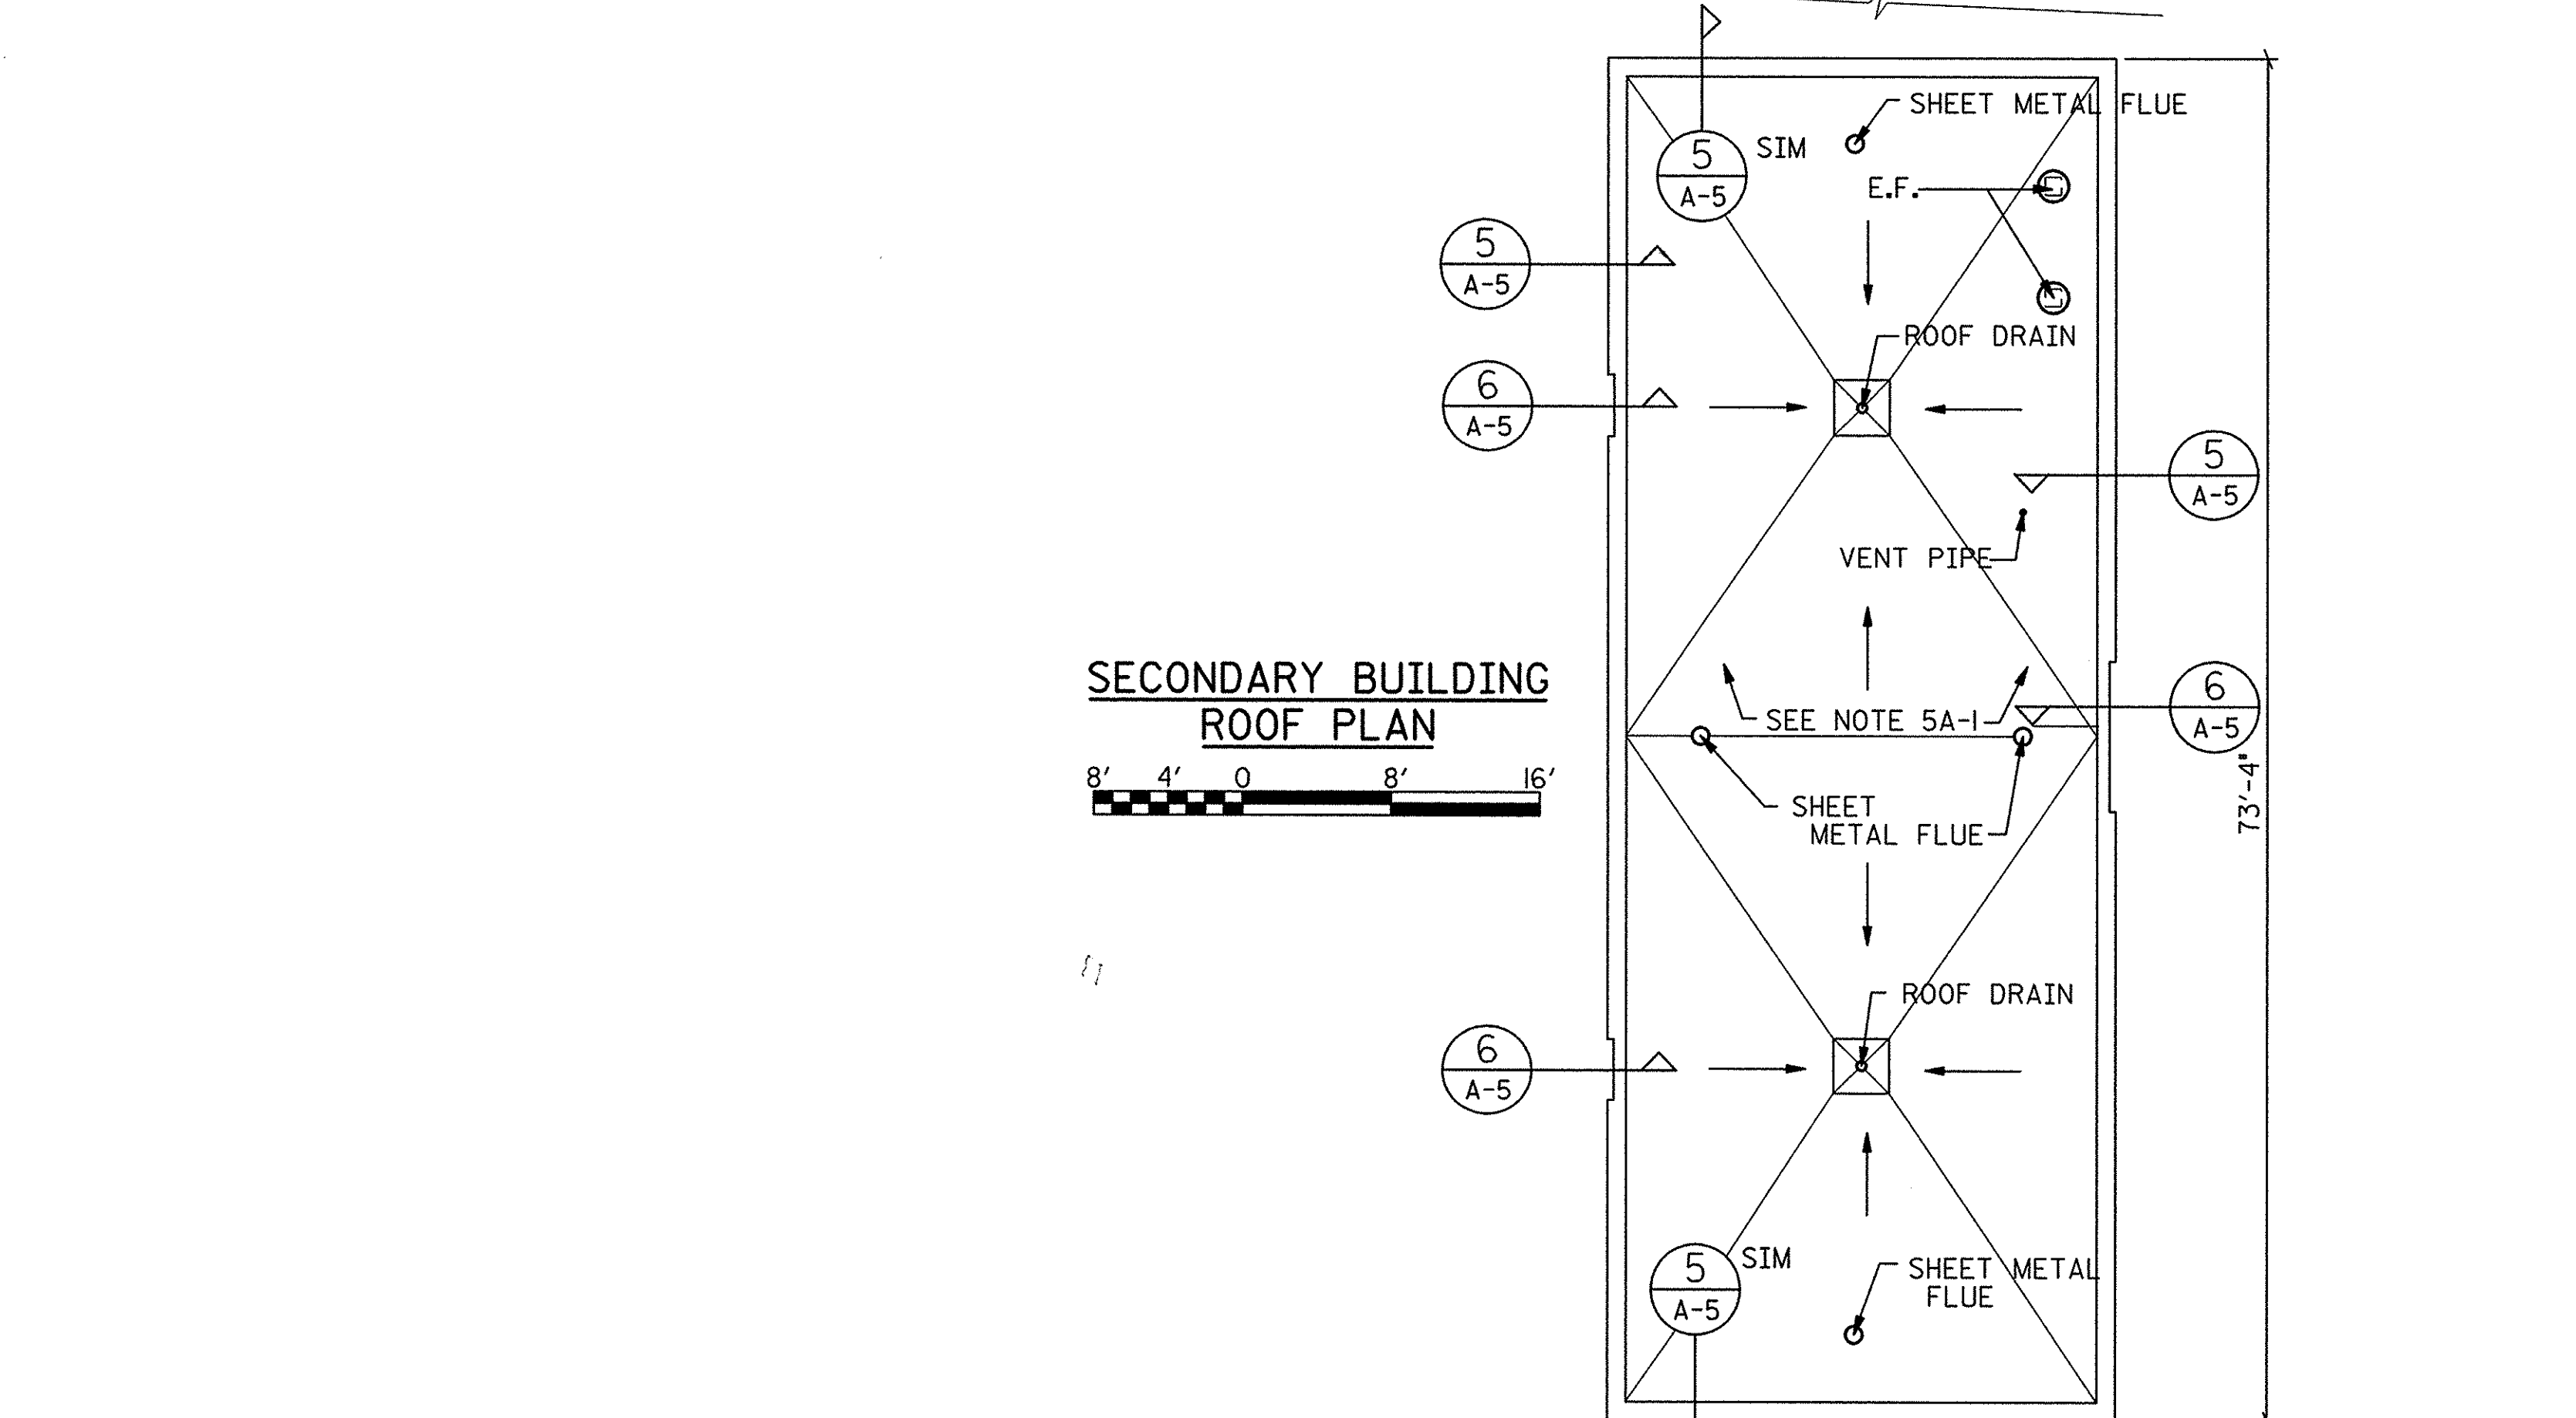 SHEET METAL FLUE
5
A-5
SIM
E.F.
5
A-5
ROOF DRAIN
6
A-5
5
A-5
VENT PIPE
SECONDARY BUILDING
ROOF PLAN
8' 4' 0 8' 16'
SEE NOTE 5A-1
6
A-5
73'-4"
SHEET
METAL FLUE
ROOF DRAIN
6
A-5
5
A-5
SIM
SHEET METAL
FLUE